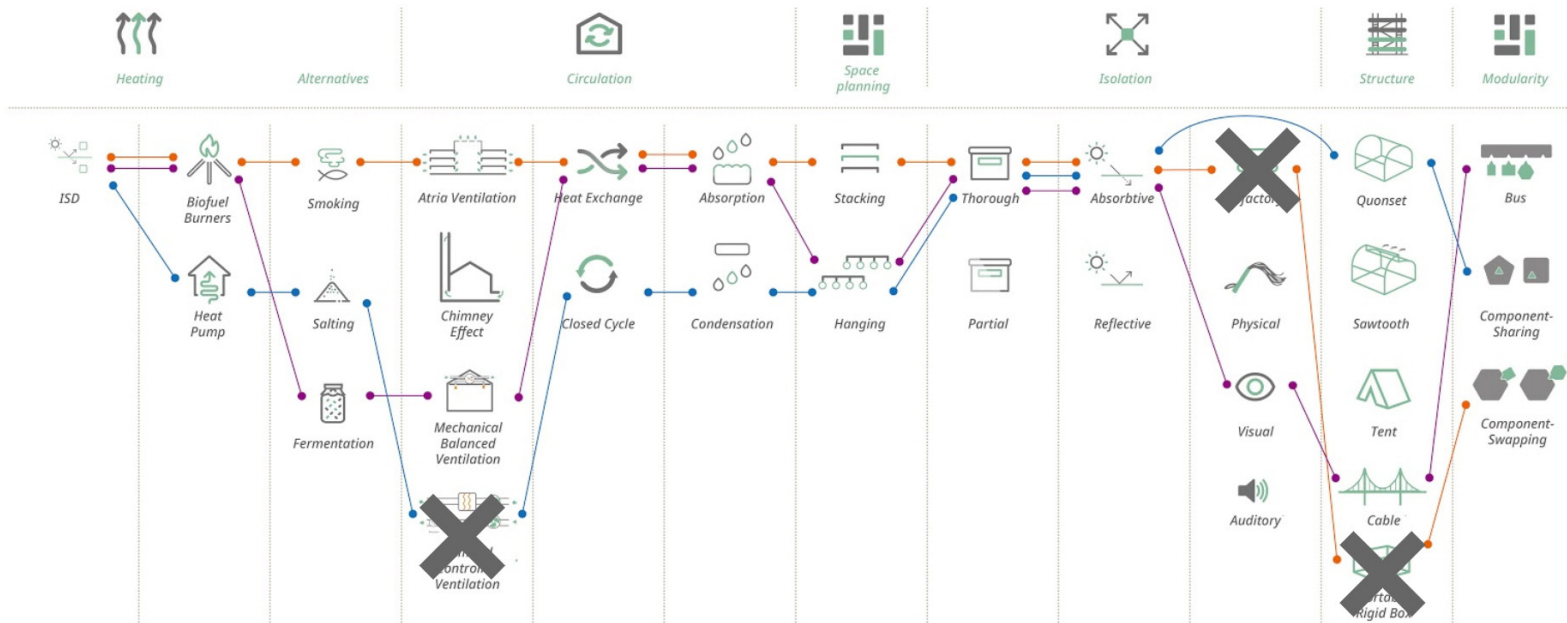 Heating
Alternatives
Circulation
Space
planning
Isolation
Structure
Modularity
ISD
Biofuel
Burners
Smoking
Atria Ventilation
Heat Exchange
Absorption
Stacking
Thorough
Absorbtive
Quonset
Bus
Heat
Pump
Salting
Chimney
Effect
Closed Cycle
Condensation
Hanging
Partial
Reflective
Physical
Sawtooth
Component-
Sharing
Fermentation
Mechanical
Balanced
Ventilation
Visual
Tent
Component-
Swapping
Auditory
Cable
Ventilation
Rigid Box